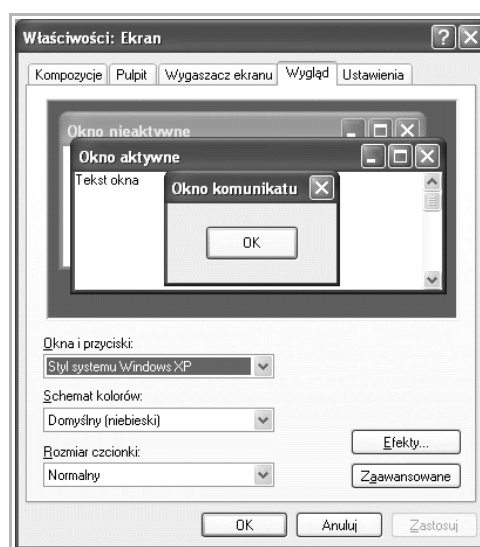 Właściwości: Ekran
Kompozycje Pulpit Wygaszacz ekranu Wygląd Ustawienia
Okno nieaktywne
Okno aktywne
Tekst okna
Okno komunikatu
OK
Okna i przyciski:
Styl systemu Windows XP
Schemat kolorów:
Domyślny (niebieski)
Efekty...
Rozmiar czcionki:
Normalny
Zaawansowane
OK Anuluj Zastosuj